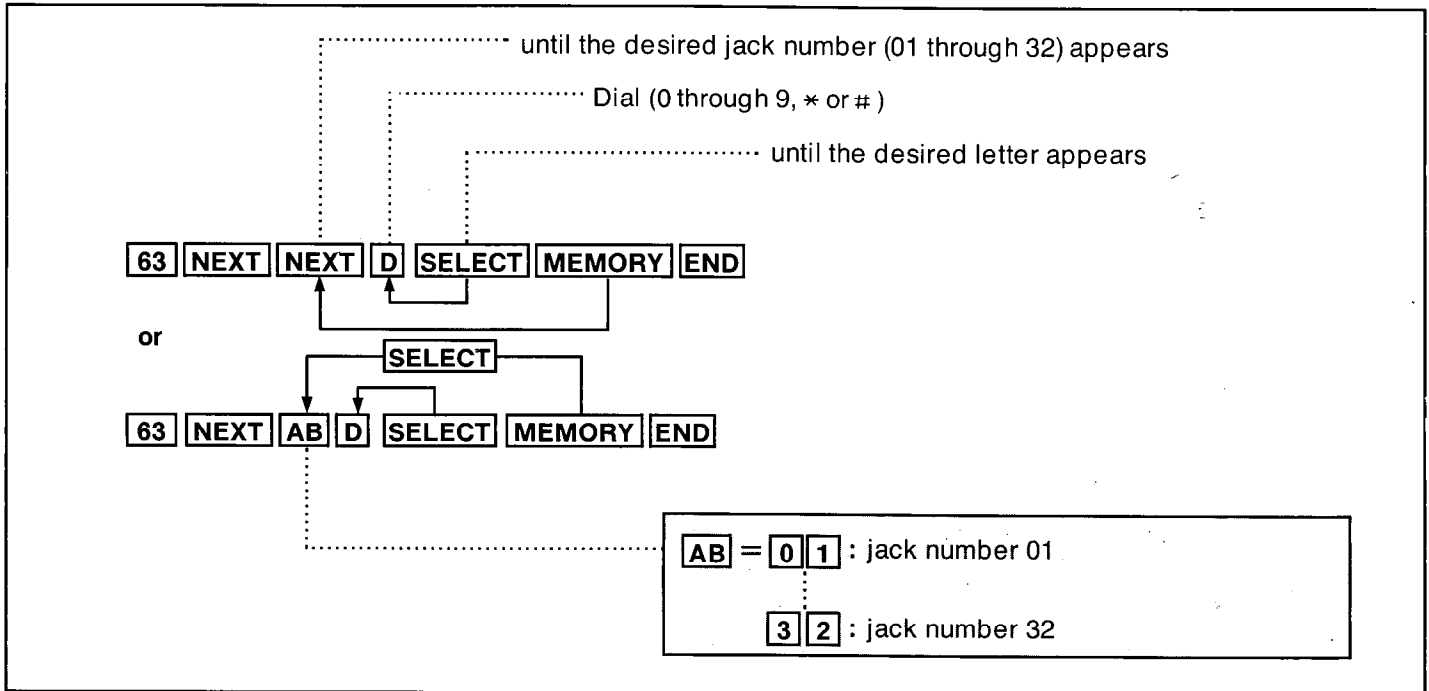 until the desired jack number (01 through 32) appears
Dial (0 through 9, * or #)
until the desired letter appears
63 NEXT NEXT D SELECT MEMORY END
or
SELECT
63 NEXT AB D SELECT MEMORY END
AB = 0 1 : jack number 01
3 2 : jack number 32